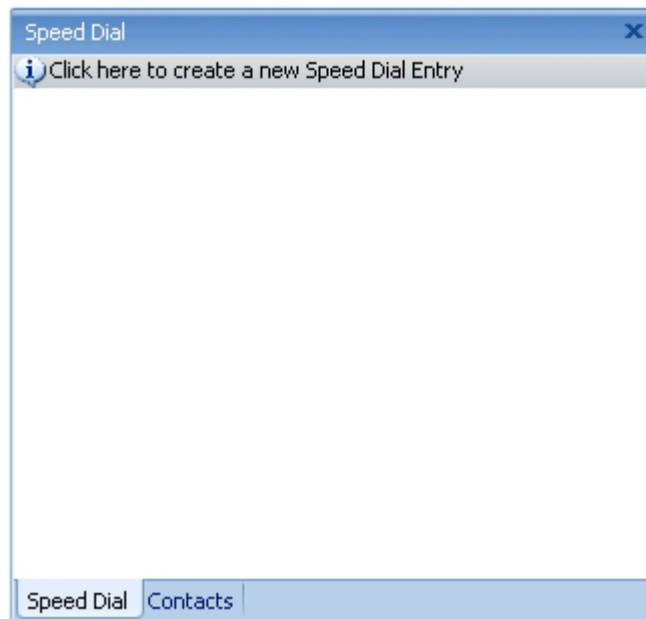 Speed Dial
Click here to create a new Speed Dial Entry
Speed Dial Contacts